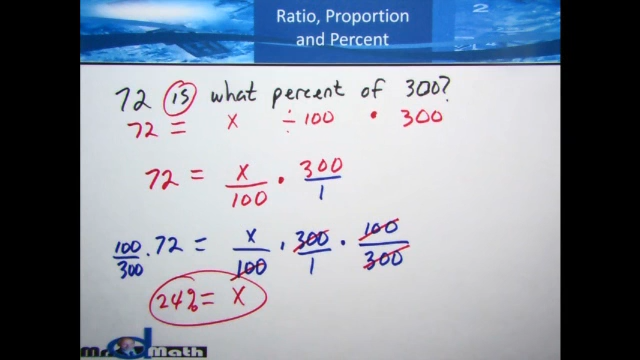 Ratio, Proportion
and Percent
72 is what percent of 300?
72 = x ÷ 100 • 300
72 = x/100 • 300/1
100/300 · 72 = x/100 • 300/1 • 100/300
24% = x
Math